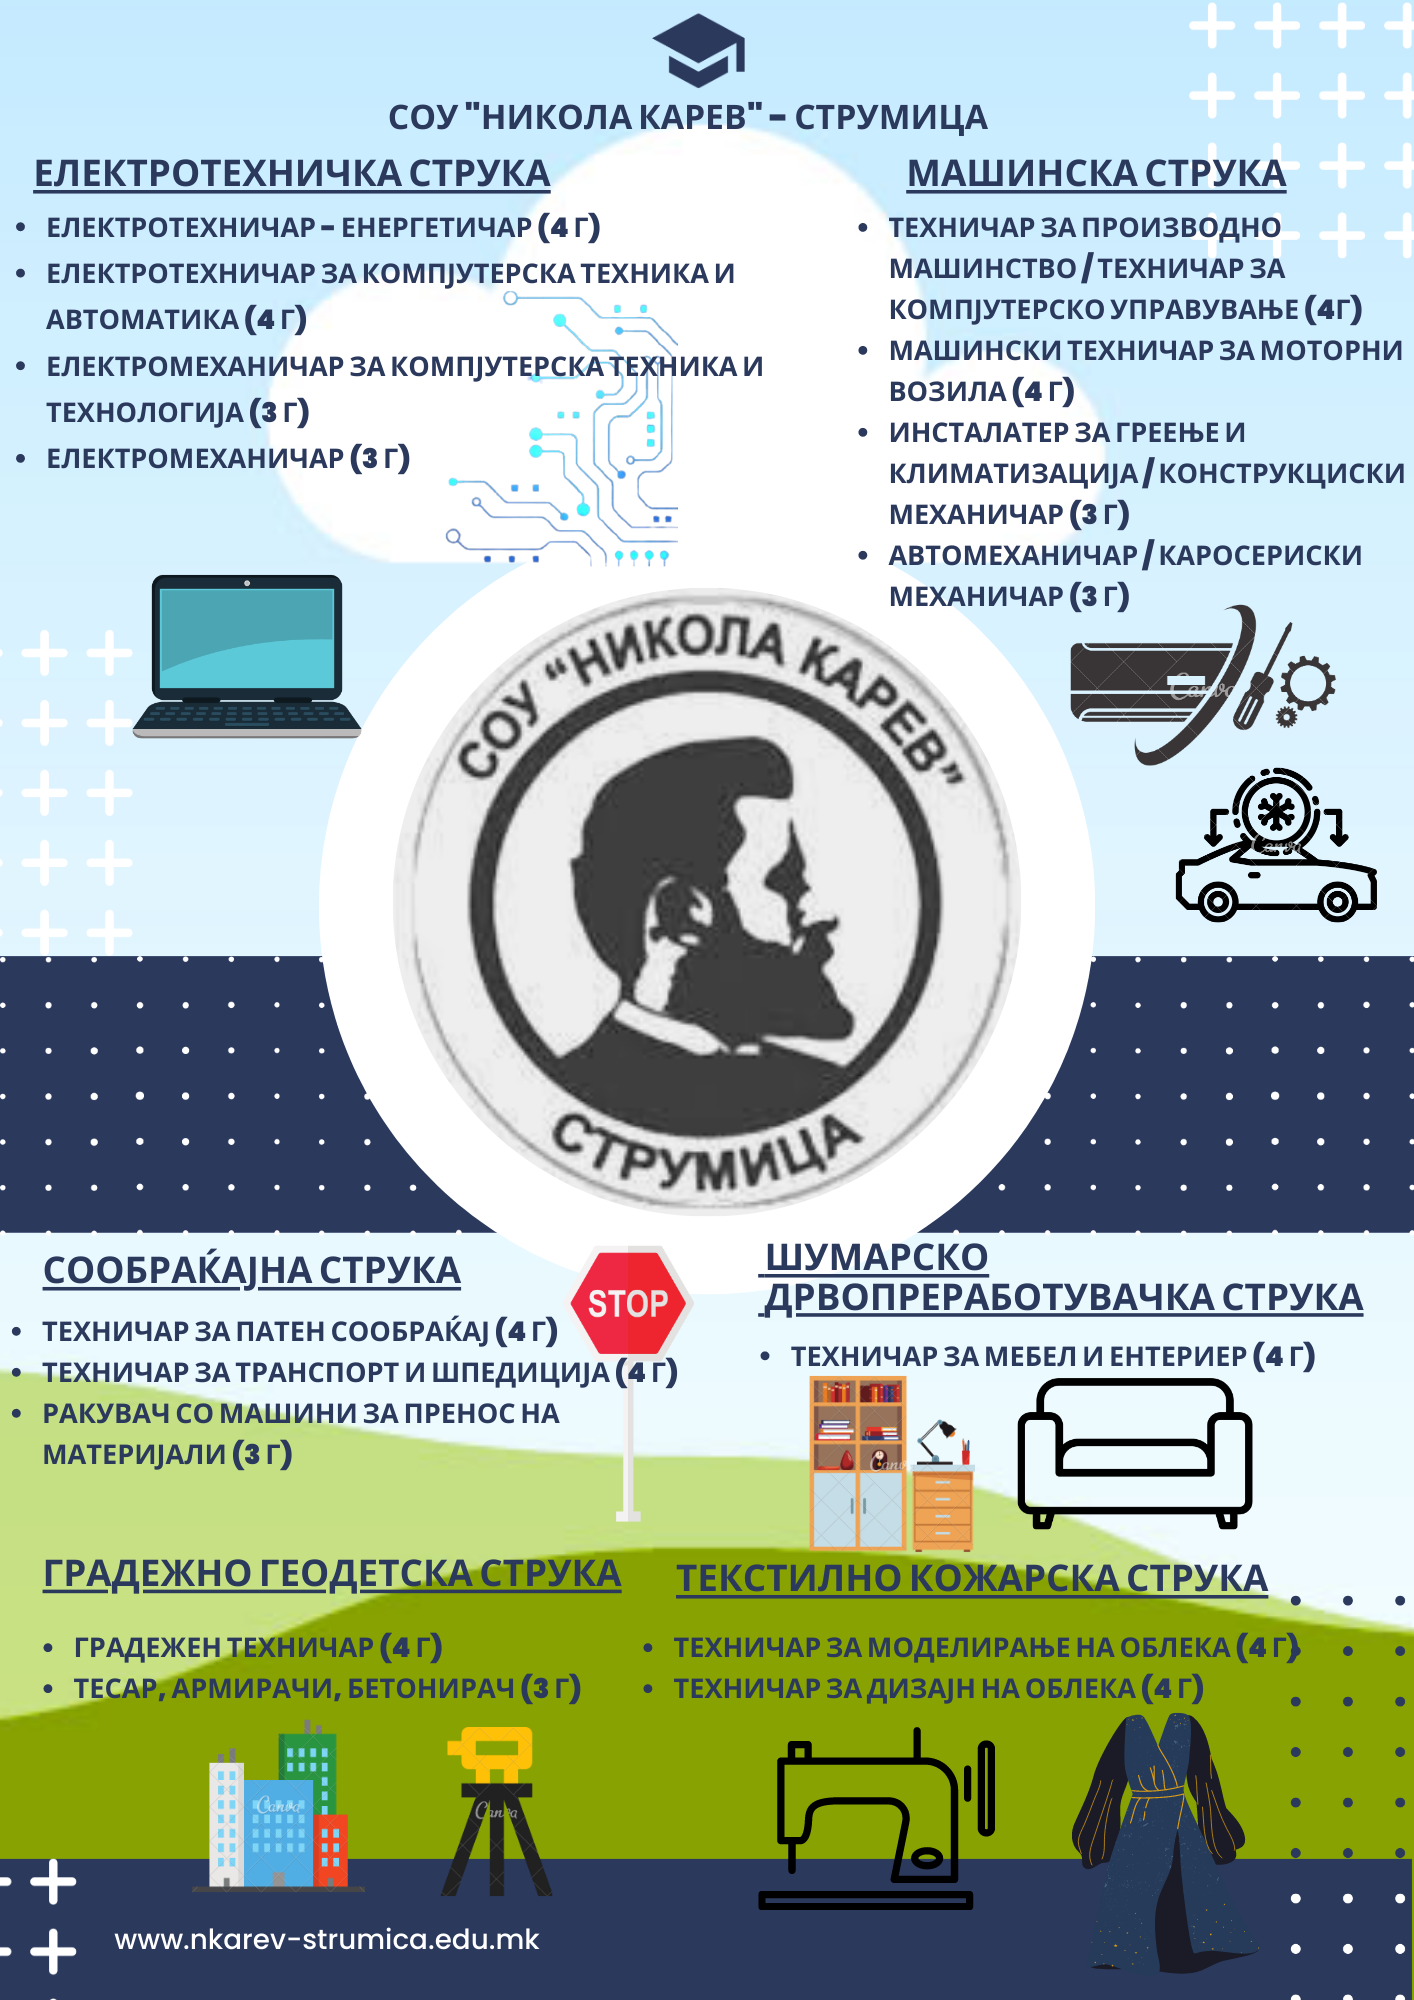 СОУ "НИКОЛА КАРЕВ" - СТРУМИЦА
ЕЛЕКТРОТЕХНИЧКА СТРУКА
• ЕЛЕКТРОТЕХНИЧАР - ЕНЕРГЕТИЧАР (4 Г)
• ЕЛЕКТРОТЕХНИЧАР ЗА КОМПЈУТЕРСКА ТЕХНИКА И
АВТОМАТИКА (4 Г)
• ЕЛЕКТРОМЕХАНИЧАР ЗА КОМПЈУТЕРСКА ТЕХНИКА И
ТЕХНОЛОГИЈА (3 Г)
• ЕЛЕКТРОМЕХАНИЧАР (3 Г)
МАШИНСКА СТРУКА
• ТЕХНИЧАР ЗА ПРОИЗВОДНО
МАШИНСТВО / ТЕХНИЧАР ЗА
КОМПЈУТЕРСКО УПРАВУВАЊЕ (4Г)
• МАШИНСКИ ТЕХНИЧАР ЗА МОТОРНИ
ВОЗИЛА (4 Г)
• ИНСТАЛАТЕР ЗА ГРЕЕЊЕ И
КЛИМАТИЗАЦИЈА / КОНСТРУКЦИСКИ
МЕХАНИЧАР (3 Г)
• АВТОМЕХАНИЧАР / КАРОСЕРИСКИ
МЕХАНИЧАР (3 Г)
Canva
Canva
СОУ “НИКОЛА КАРЕВ”
СТРУМИЦА
СООБРАЌАЈНА СТРУКА
• ТЕХНИЧАР ЗА ПАТЕН СООБРАЌАЈ (4 Г)
• ТЕХНИЧАР ЗА ТРАНСПОРТ И ШПЕДИЦИЈА (4 Г)
• РАКУВАЧ СО МАШИНИ ЗА ПРЕНОС НА
МАТЕРИЈАЛИ (3 Г)
STOP
ШУМАРСКО
ДРВОПРЕРАБОТУВАЧКА СТРУКА
• ТЕХНИЧАР ЗА МЕБЕЛ И ЕНТЕРИЕР (4 Г)
Canva
ГРАДЕЖНО ГЕОДЕТСКА СТРУКА
• ГРАДЕЖЕН ТЕХНИЧАР (4 Г)
• ТЕСАР, АРМИРАЧИ, БЕТОНИРАЧ (3 Г)
Canva
Canva
ТЕКСТИЛНО КОЖАРСКА СТРУКА
• ТЕХНИЧАР ЗА МОДЕЛИРАЊЕ НА ОБЛЕКА (4 Г)
• ТЕХНИЧАР ЗА ДИЗАЈН НА ОБЛЕКА (4 Г)
www.nkarev-strumica.edu.mk